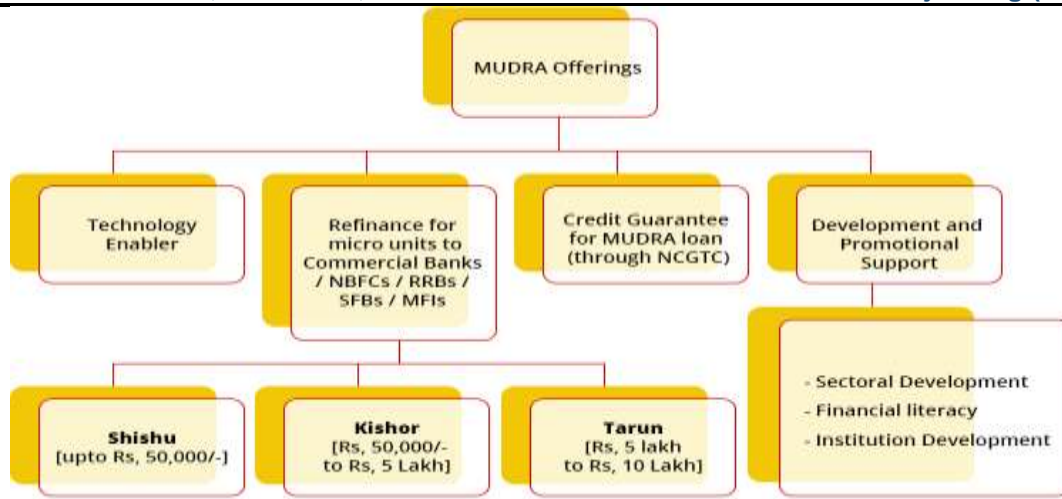 MUDRA Offerings
Technology
Enabler
Refinance for
micro units to
Commercial Banks
/ NBFCs / RRBs /
SFBs / MFIs
Credit Guarantee
for MUDRA loan
(through NCGTC)
Development and
Promotional
Support
Shishu
[upto Rs, 50,000/-]
Kishor
[Rs, 50,000/-
to Rs, 5 Lakh]
Tarun
[Rs, 5 lakh
to Rs, 10 Lakh]
- Sectoral Development
- Financial literacy
- Institution Development